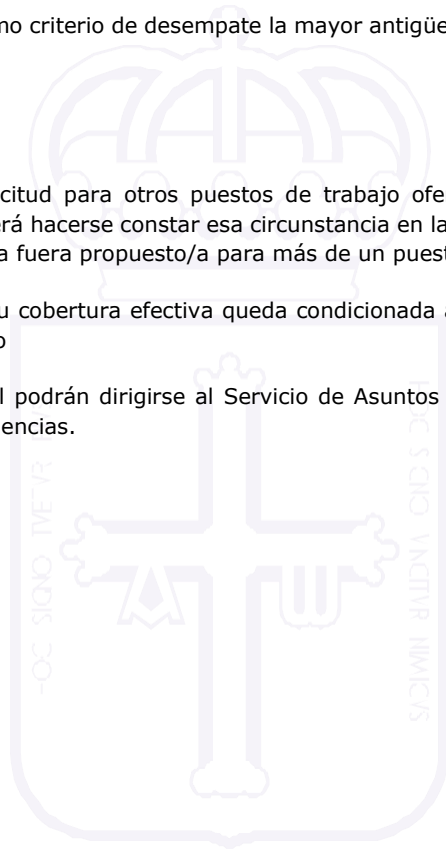 no criterio de desempate la mayor antigüe
citud para otros puestos de trabajo ofe
erá hacerse constar esa circunstancia en la
a fuera propuesto/a para más de un puest
u cobertura efectiva queda condicionada a
o
l podrán dirigirse al Servicio de Asuntos
encias.